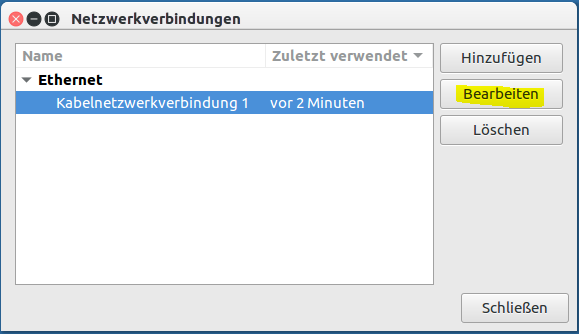 Netzwerkverbindungen
Name Zuletzt verwendet
Hinzufügen
Ethernet
Bearbeiten
Kabelnetzwerkverbindung 1 vor 2 Minuten
Löschen
Schließen